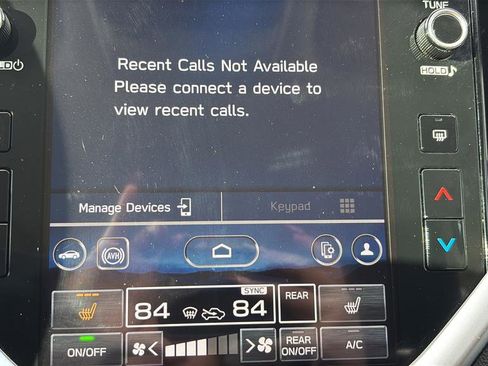 TUNE
HOLD
Recent Calls Not Available
Please connect a device to
view recent calls.
Manage Devices
Keypad
AVH
SYNC
84
84
REAR
ON/OFF
REAR
ON/OFF
A/C